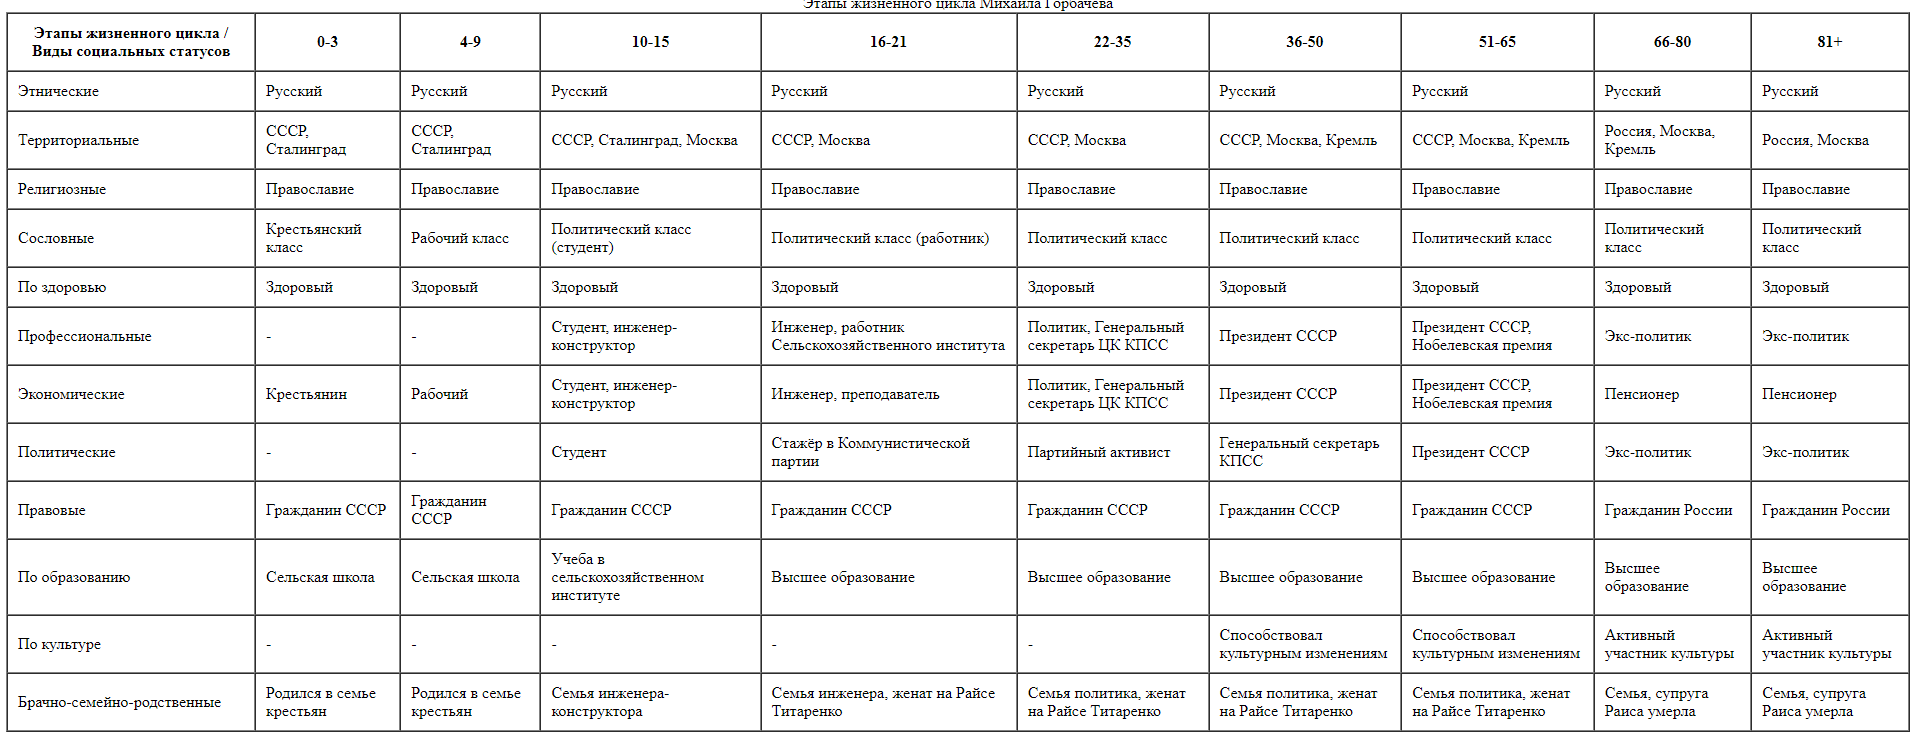 Этапы жизненного цикла Михаила Горбачева
Этапы жизненного цикла / Виды социальных статусов 0-3 4-9 10-15 16-21 22-35 36-50 51-65 66-80 81+
Этнические Русский Русский Русский Русский Русский Русский Русский Русский Русский
Территориальные СССР, Сталинград СССР, Сталинград СССР, Сталинград, Москва СССР, Москва СССР, Москва СССР, Москва, Кремль СССР, Москва, Кремль Россия, Москва, Кремль Россия, Москва
Религиозные Православие Православие Православие Православие Православие Православие Православие Православие Православие
Сословные Крестьянский класс Рабочий класс Политический класс (студент) Политический класс (работник) Политический класс Политический класс Политический класс Политический класс Политический класс
По здоровью Здоровый Здоровый Здоровый Здоровый Здоровый Здоровый Здоровый Здоровый Здоровый
Профессиональные - - Студент, инженер-конструктор Инженер, работник Сельскохозяйственного института Политик, Генеральный секретарь ЦК КПСС Президент СССР Президент СССР, Нобелевская премия Экс-политик Экс-политик
Экономические Крестьянин Рабочий Студент, инженер-конструктор Инженер, преподаватель Политик, Генеральный секретарь ЦК КПСС Президент СССР Президент СССР, Нобелевская премия Пенсионер Пенсионер
Политические - - Студент Стажёр в Коммунистической партии Партийный активист Генеральный секретарь КПСС Президент СССР Экс-политик Экс-политик
Правовые Гражданин СССР Гражданин СССР Гражданин СССР Гражданин СССР Гражданин СССР Гражданин СССР Гражданин СССР Гражданин России Гражданин России
По образованию Сельская школа Сельская школа Учеба в сельскохозяйственном институте Высшее образование Высшее образование Высшее образование Высшее образование Высшее образование Высшее образование
По культуре - - - - - Способствовал культурным изменениям Способствовал культурным изменениям Активный участник культуры Активный участник культуры
Брачно-семейно-родственные Родился в семье крестьян Родился в семье крестьян Семья инженера-конструктора Семья инженера, женат на Райсе Титаренко Семья политика, женат на Райсе Титаренко Семья политика, женат на Райсе Титаренко Семья политика, женат на Райсе Титаренко Семья, супруга Раиса умерла Семья, супруга Раиса умерла